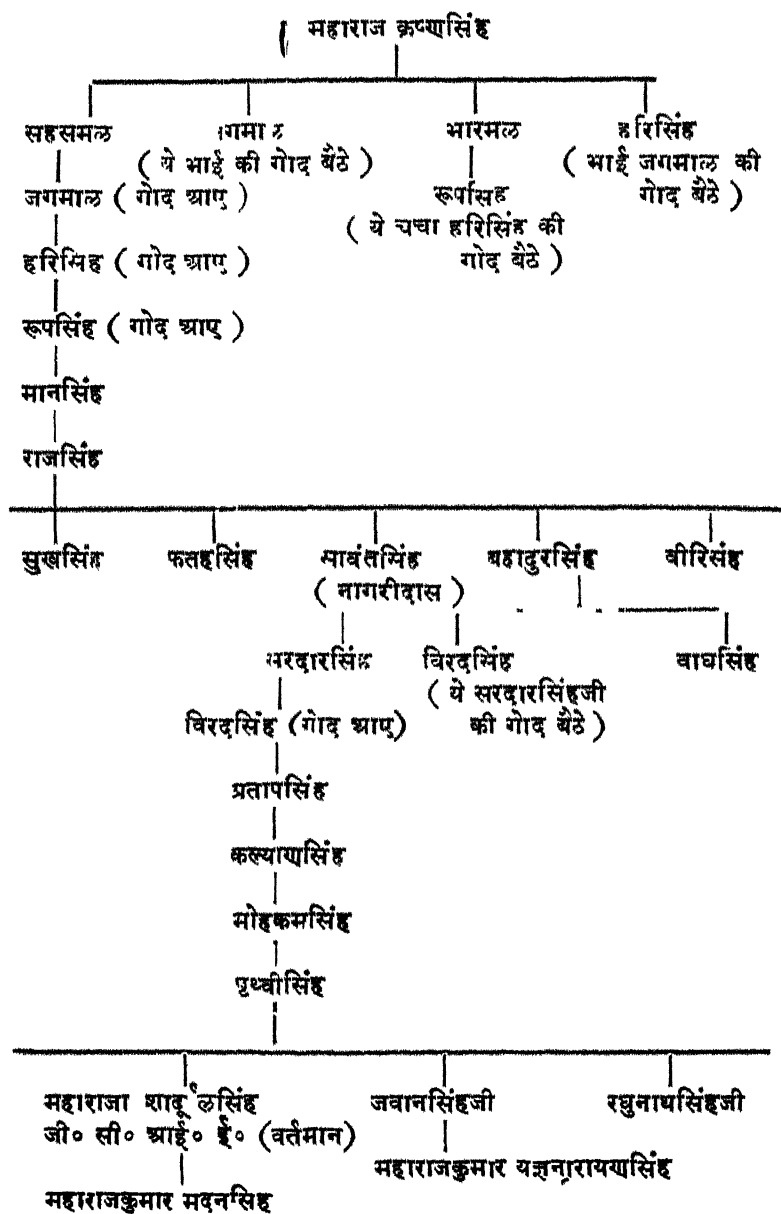 महाराज क्रष्णसिंह
सहसमल गमाल भारमल हरिसिंह
( ये भाई की गोद बैठे ) ( भाई जगमाल की
जगमाल ( गोद आए ) रूपसिंह गोद बैठे )
( ये चचा हरिसिंह की
हरिसिंह ( गोद आए ) गोद बैठे )
रूपसिंह ( गोद आए )
मानसिंह
राजसिंह
सुखसिंह फतहसिंह सावंतसिंह बहादुरसिंह बीरसिंह
( नागरीदास )
सरदारसिंह विरदसिंह बाघसिंह
( ये सरदारसिंहजी
विरदसिंह (गोद आए) की गोद बैठे )
प्रतापसिंह
कल्याणसिंह
मोहकमसिंह
पृथ्वीसिंह
महाराजा शार्दूलसिंह जवानसिंहजी रघुनाथसिंहजी
जी० सी० आई० ई० (वर्तमान)
महाराजकुमार यज्ञनारायणसिंह
महाराजकुमार मदनसिंह